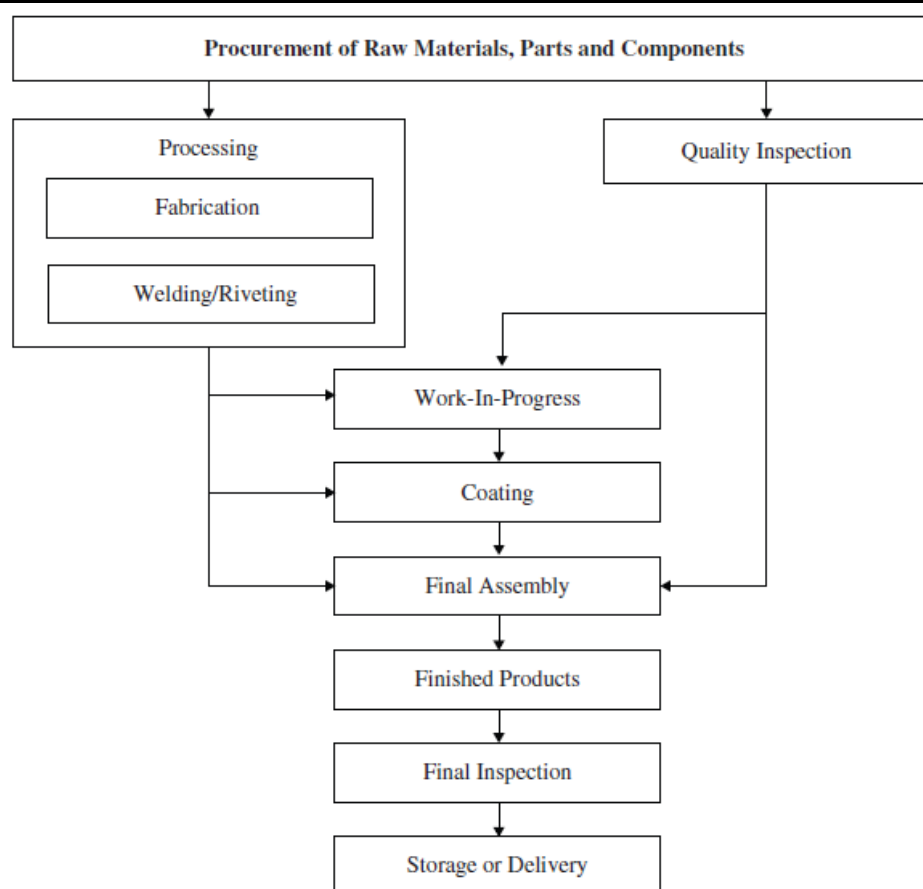 Procurement of Raw Materials, Parts and Components
Processing
Quality Inspection
Fabrication
Welding/Riveting
Work-In-Progress
Coating
Final Assembly
Finished Products
Final Inspection
Storage or Delivery